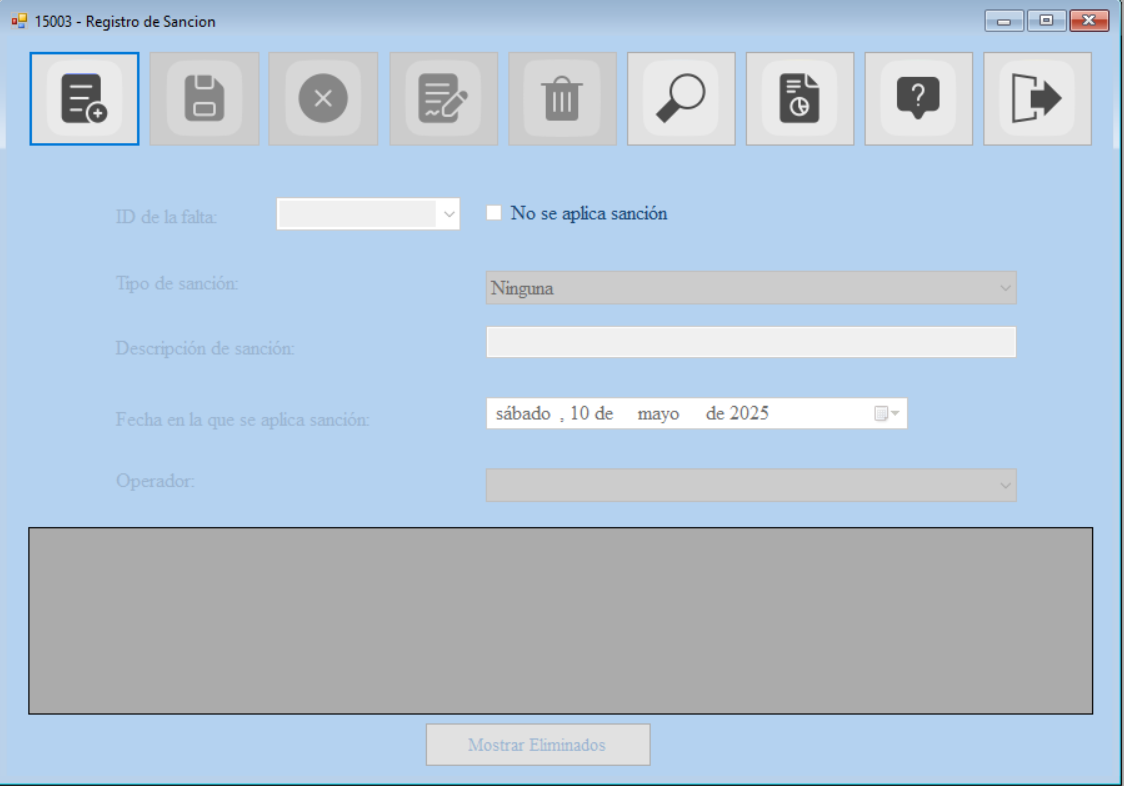 15003 - Registro de Sancion
ID de la falta:
No se aplica sanción
Tipo de sanción:
Ninguna
Descripción de sanción:
Fecha en la que se aplica sanción:
sábado , 10 de mayo de 2025
Operador:
Mostrar Eliminados